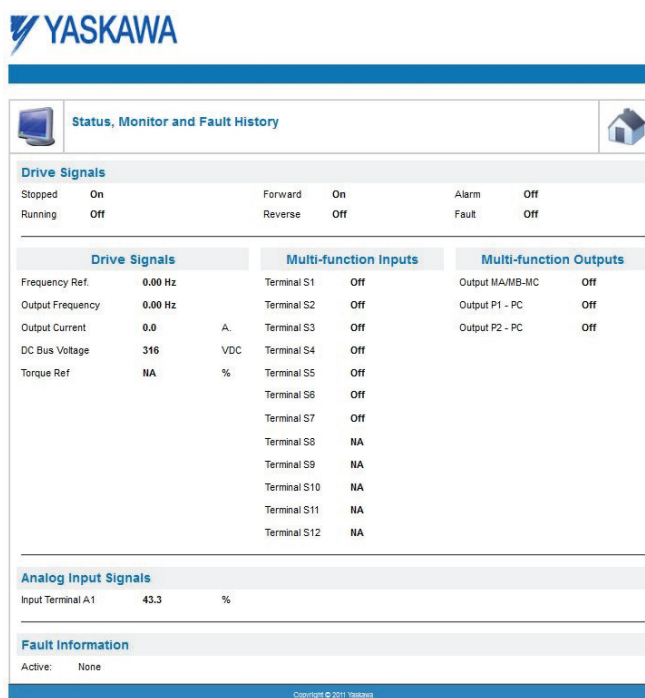 YASKAWA
Status, Monitor and Fault History
Drive Signals
Stopped On Forward On Alarm Off
Running Off Reverse Off Fault Off
Drive Signals Multi-function Inputs Multi-function Outputs
Frequency Ref. 0.00 Hz Terminal S1 Off Output MA/MB-MC Off
Output Frequency 0.00 Hz Terminal S2 Off Output P1 - PC Off
Output Current 0.0 A. Terminal S3 Off Output P2 - PC Off
DC Bus Voltage 316 VDC Terminal S4 Off
Torque Ref NA % Terminal S5 Off
Terminal S6 Off
Terminal S7 Off
Terminal S8 NA
Terminal S9 NA
Terminal S10 NA
Terminal S11 NA
Terminal S12 NA
Analog Input Signals
Input Terminal A1 43.3 %
Fault Information
Active: None
Copyright © 2011 Yaskawa